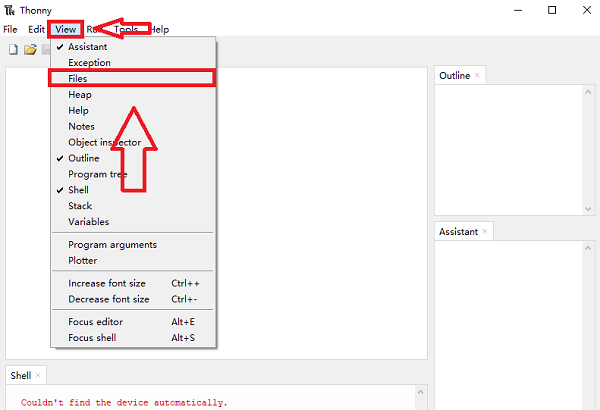 Thonny
File Edit View Run Tools Help
Assistant
Exception
Files
Heap
Help
Notes
Object inspector
Outline
Program tree
Shell
Stack
Variables
Program arguments
Plotter
Increase font size Ctrl++
Decrease font size Ctrl+-
Focus editor Alt+E
Focus shell Alt+S
Outline
Assistant
Shell
Couldn't find the device automatically.